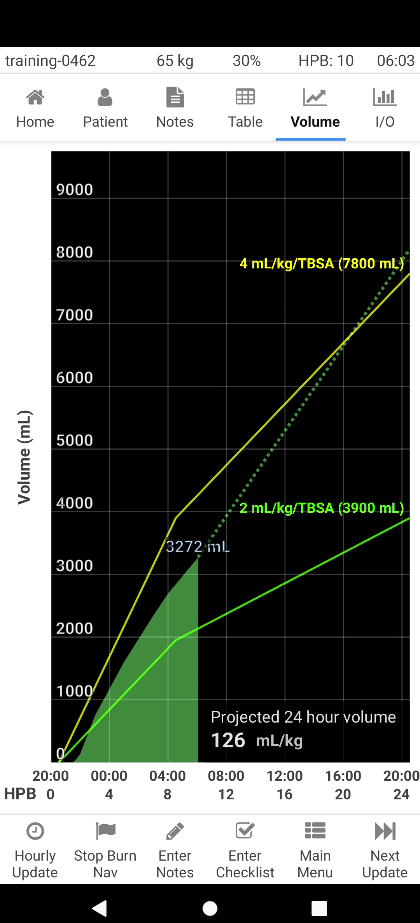 training-0462 65 kg 30% HPB: 10 06:03
Home Patient Notes Table Volume I/O
9000
8000
4 mL/kg/TBSA (7800 mL)
7000
6000
5000
4000
2 mL/kg/TBSA (3900 mL)
3272 mL
3000
2000
1000
0
Volume (mL)
Projected 24 hour volume
126 mL/kg
20:00 00:00 04:00 08:00 12:00 16:00 20:00
HPB 0 4 8 12 16 20 24
Hourly Update
Stop Burn Nav
Enter Notes
Enter Checklist
Main Menu
Next Update